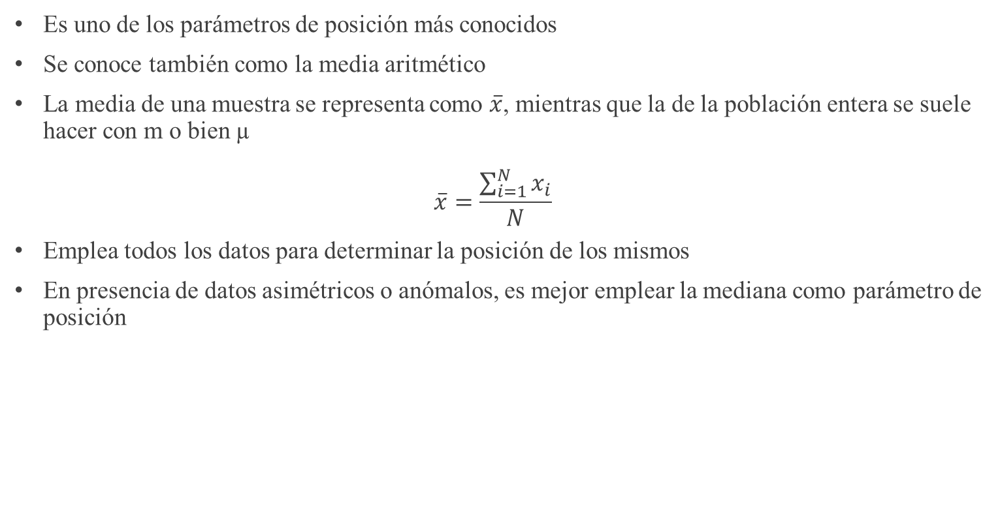 • Es uno de los parámetros de posición más conocidos
• Se conoce también como la media aritmético
• La media de una muestra se representa como x̄, mientras que la de la población entera se suele
hacer con m o bien μ
x̄ = \frac{\sum_{i=1}^{N} x_i}{N}
• Emplea todos los datos para determinar la posición de los mismos
• En presencia de datos asimétricos o anómalos, es mejor emplear la mediana como parámetro de
posición